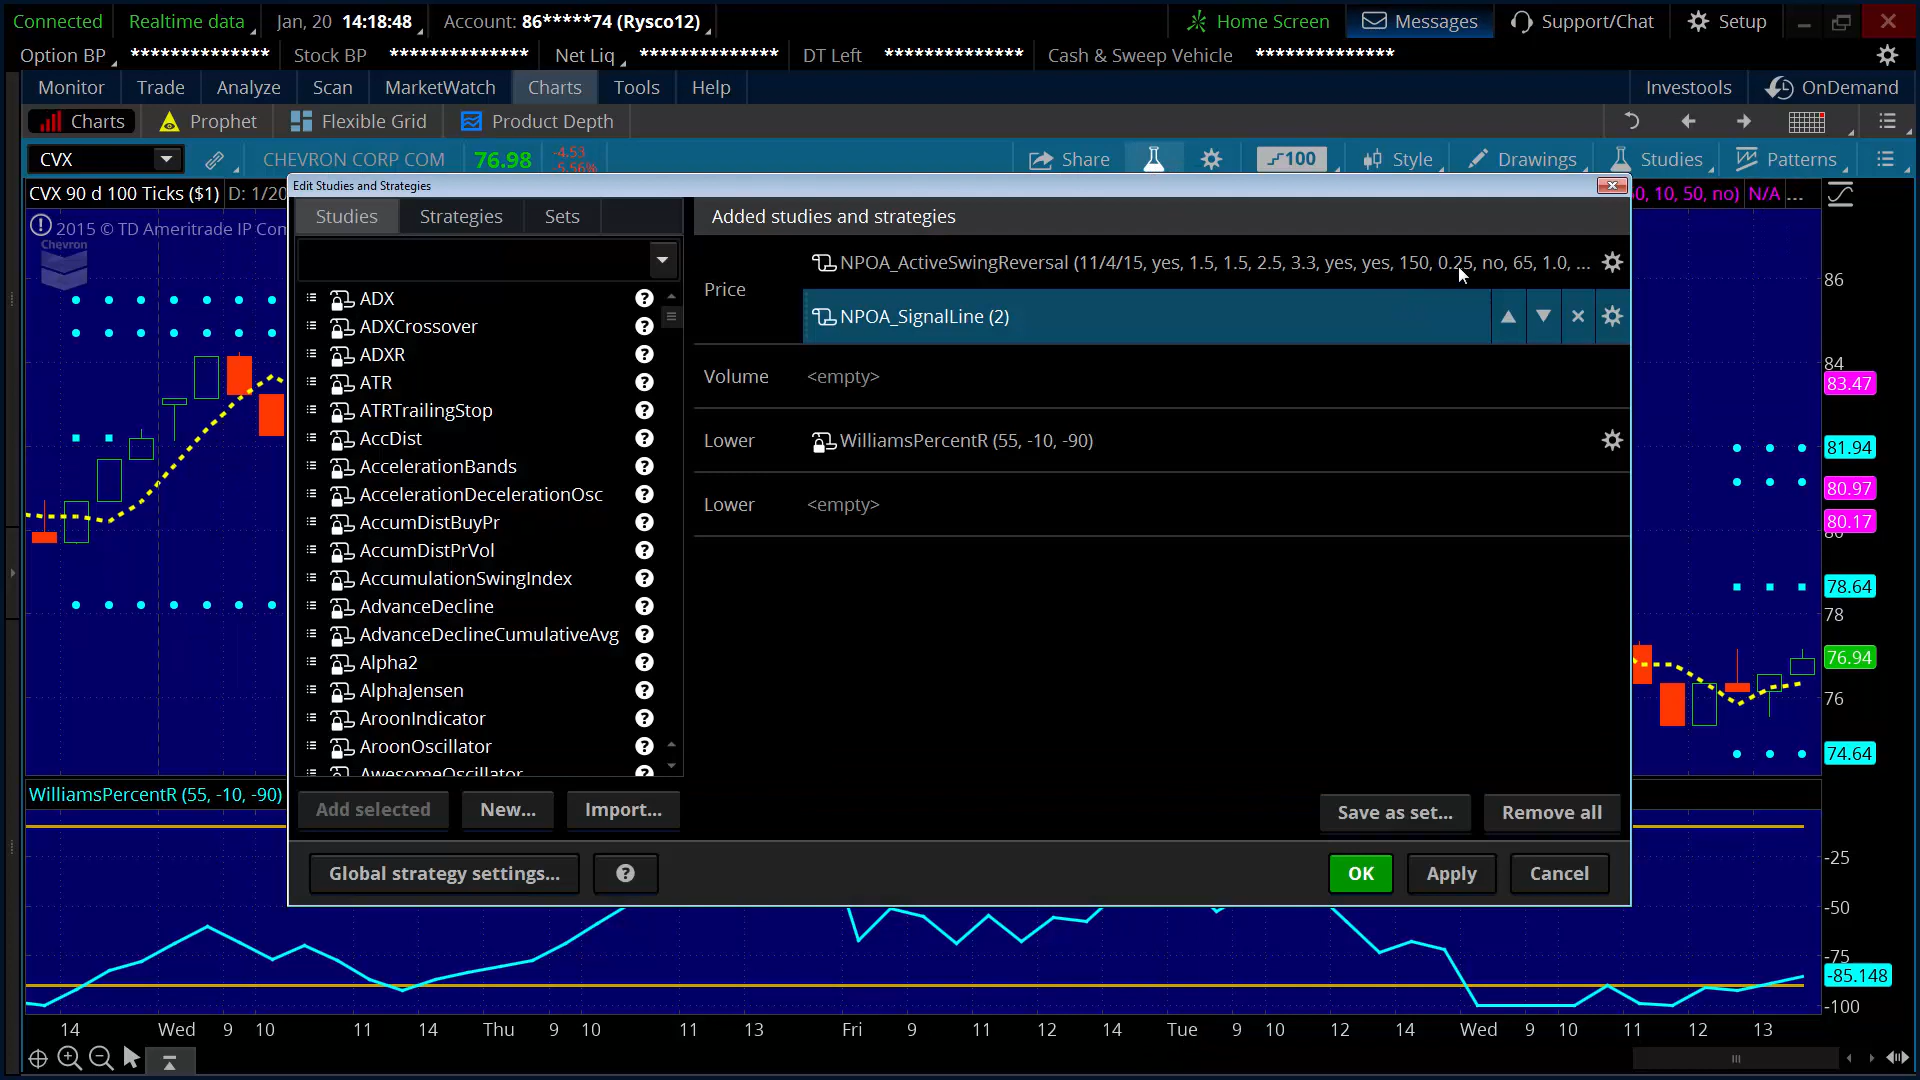 Connected Realtime data Jan, 20 14:18:48 Account: 86*****74 (Rysco12) Home Screen Messages Support/Chat Setup
Option BP ************** Stock BP ************** Net Liq ************** DT Left ************** Cash & Sweep Vehicle **************
Monitor Trade Analyze Scan MarketWatch Charts Tools Help Investools OnDemand
Charts Prophet Flexible Grid Product Depth
CVX CHEVRON CORP COM 76.98 -4.53 -5.56% Share 100 Style Drawings Studies Patterns
CVX 90 d 100 Ticks ($1) D: 1/20
0, 10, 50, no) N/A ...
2015 © TD Ameritrade IP Com
Chevron
Edit Studies and Strategies
Studies Strategies Sets
ADX ?
ADXCrossover ?
ADXR ?
ATR ?
ATRTrailingStop ?
AccDist ?
AccelerationBands ?
AccelerationDecelerationOsc ?
AccumDistBuyPr ?
AccumDistPrVol ?
AccumulationSwingIndex ?
AdvanceDecline ?
AdvanceDeclineCumulativeAvg ?
Alpha2 ?
AlphaJensen ?
AroonIndicator ?
AroonOscillator ?
AwesomeOscillator ?
Add selected New... Import...
Added studies and strategies
Price
NPOA_ActiveSwingReversal (11/4/15, yes, 1.5, 1.5, 2.5, 3.3, yes, yes, 150, 0.25, no, 65, 1.0, ...
NPOA_SignalLine (2)
Volume <empty>
Lower WilliamsPercentR (55, -10, -90)
Lower <empty>
Save as set... Remove all
Global strategy settings... ? OK Apply Cancel
86
84
83.47
81.94
80.97
80.17
80
78.64
78
76.94
76
74.64
WilliamsPercentR (55, -10, -90)
-25
-50
-75
-85.148
-100
14 Wed 9 10 11 14 Thu 9 10 11 13 Fri 9 11 12 14 Tue 9 10 12 14 Wed 9 10 11 12 13